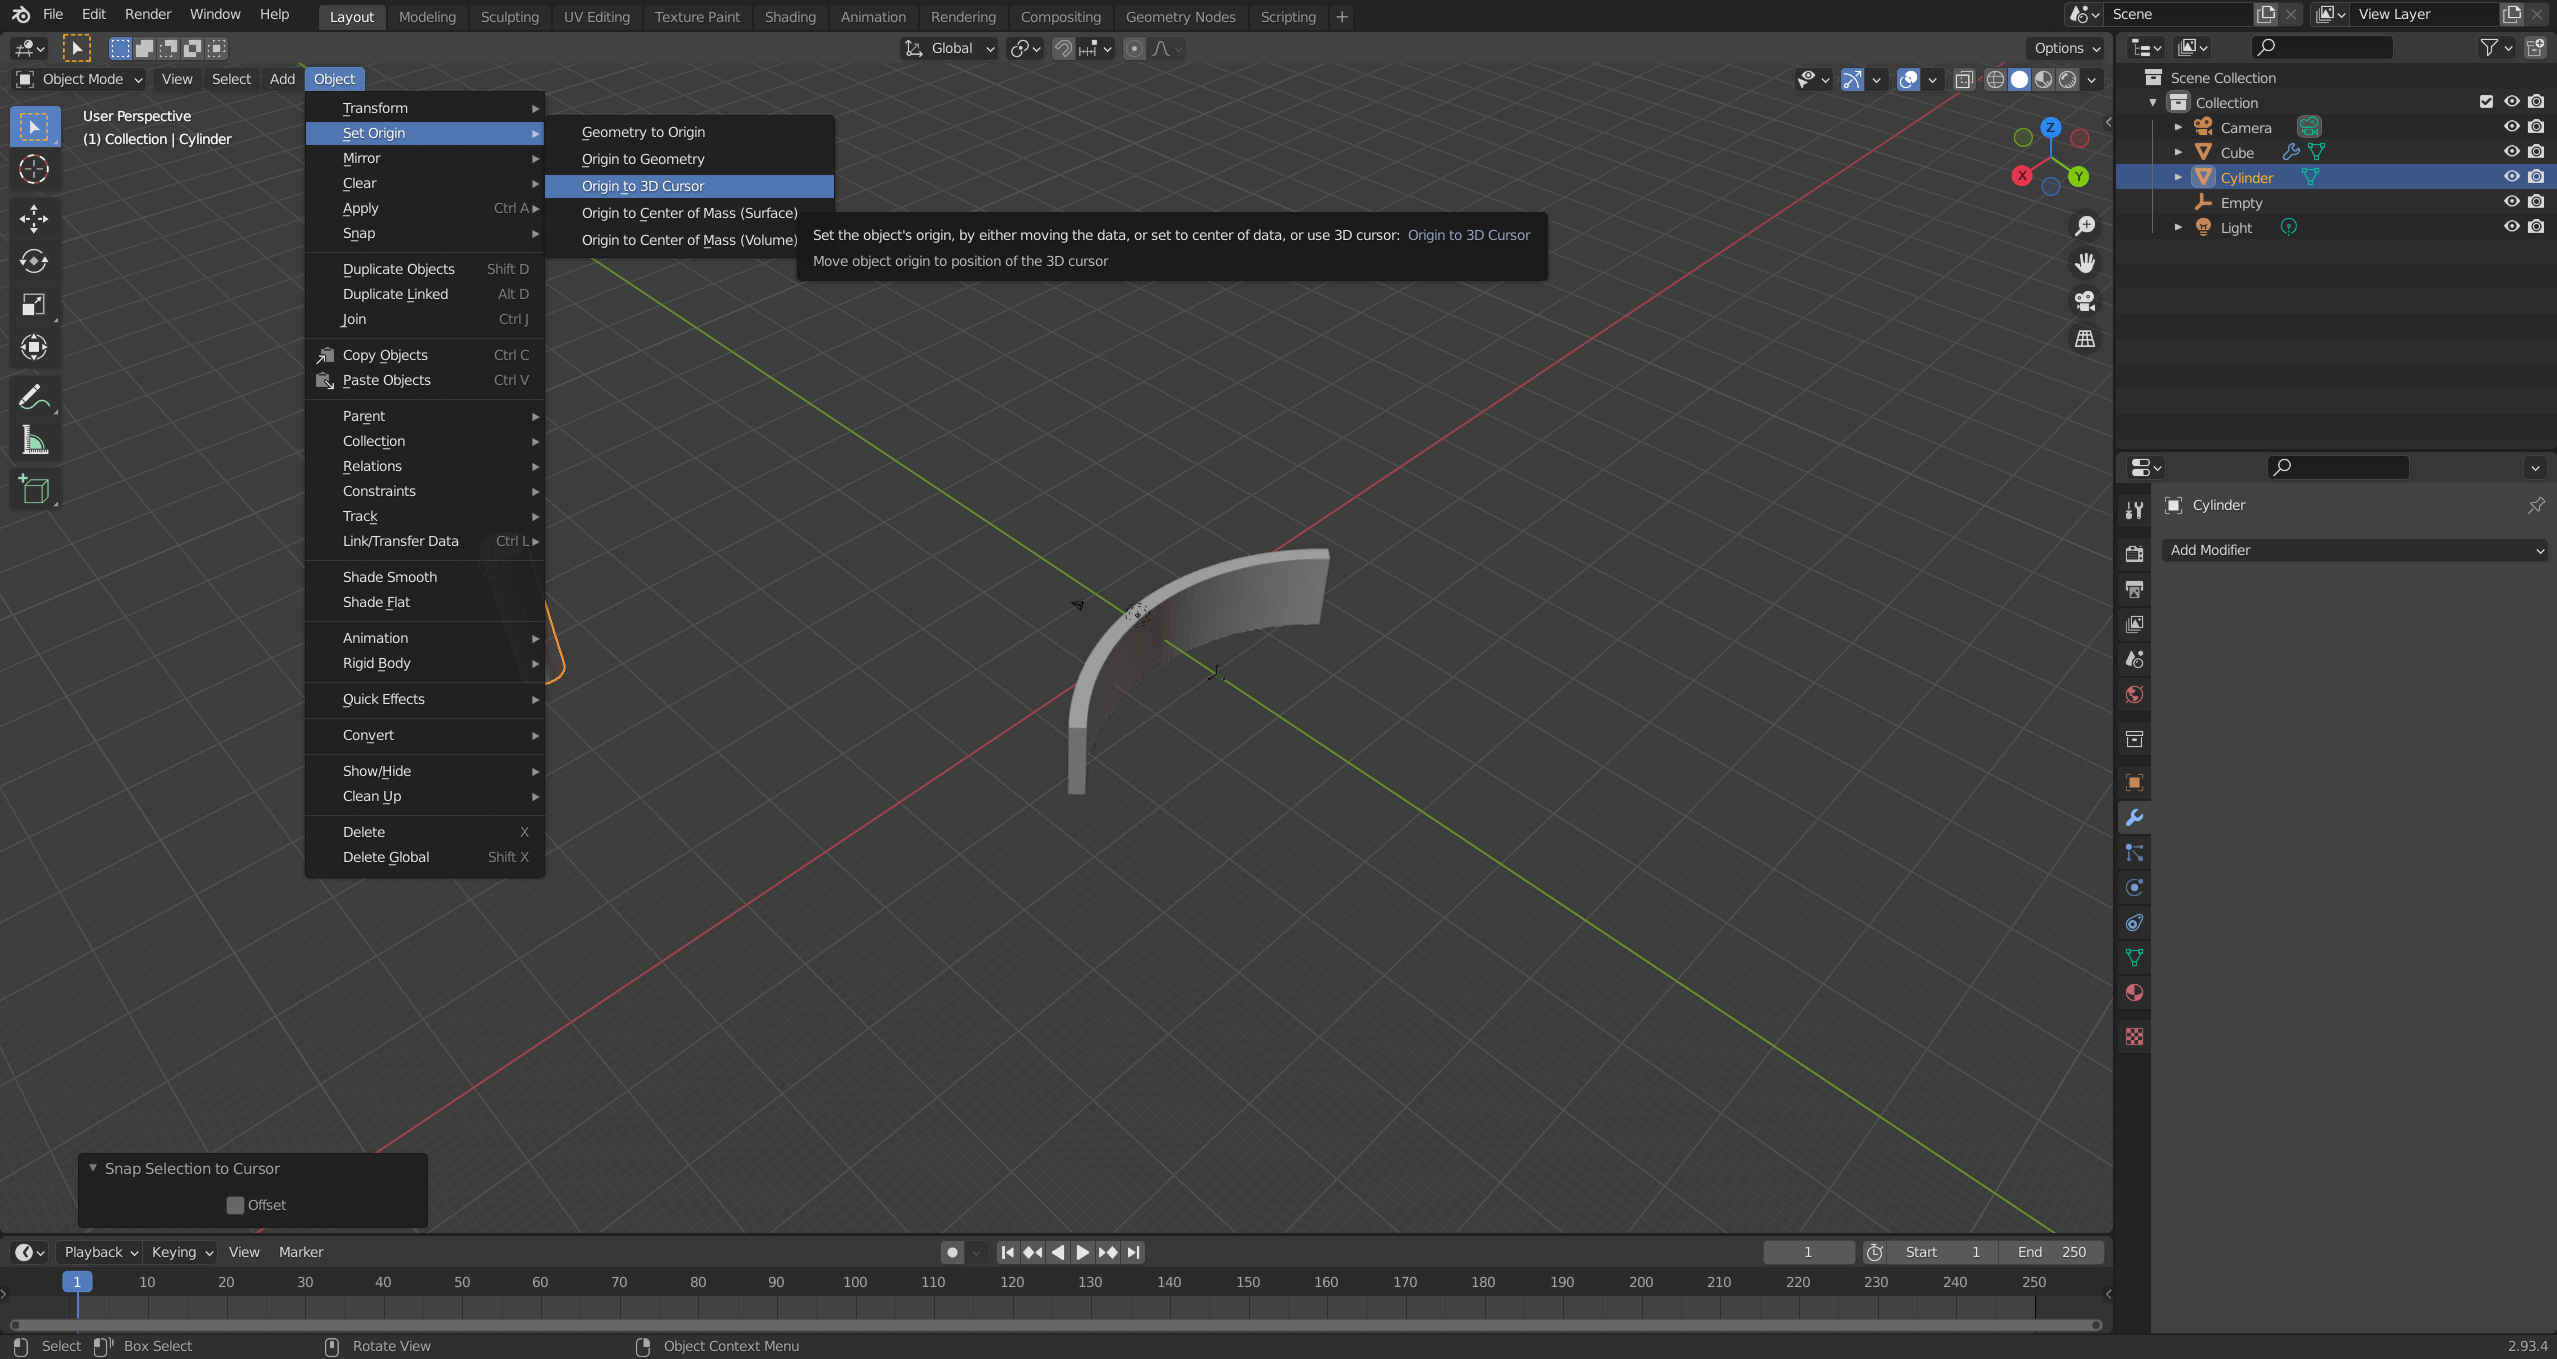 File Edit Render Window Help Layout Modeling Sculpting UV Editing Texture Paint Shading Animation Rendering Compositing Geometry Nodes Scripting + Scene View Layer
Global Options
Object Mode View Select Add Object
User Perspective
(1) Collection | Cylinder
Transform
Set Origin
Mirror
Clear
Apply Ctrl A
Snap
Duplicate Objects Shift D
Duplicate Linked Alt D
Join Ctrl J
Copy Objects Ctrl C
Paste Objects Ctrl V
Parent
Collection
Relations
Constraints
Track
Link/Transfer Data Ctrl L
Shade Smooth
Shade Flat
Animation
Rigid Body
Quick Effects
Convert
Show/Hide
Clean Up
Delete X
Delete Global Shift X
Geometry to Origin
Origin to Geometry
Origin to 3D Cursor
Origin to Center of Mass (Surface)
Origin to Center of Mass (Volume)
Set the object's origin, by either moving the data, or set to center of data, or use 3D cursor: Origin to 3D Cursor
Move object origin to position of the 3D cursor
Z
X
Y
Scene Collection
Collection
Camera
Cube
Cylinder
Empty
Light
Cylinder
Add Modifier
Snap Selection to Cursor
Offset
Playback Keying View Marker 1 Start 1 End 250
1 10 20 30 40 50 60 70 80 90 100 110 120 130 140 150 160 170 180 190 200 210 220 230 240 250
Select Box Select Rotate View Object Context Menu 2.93.4